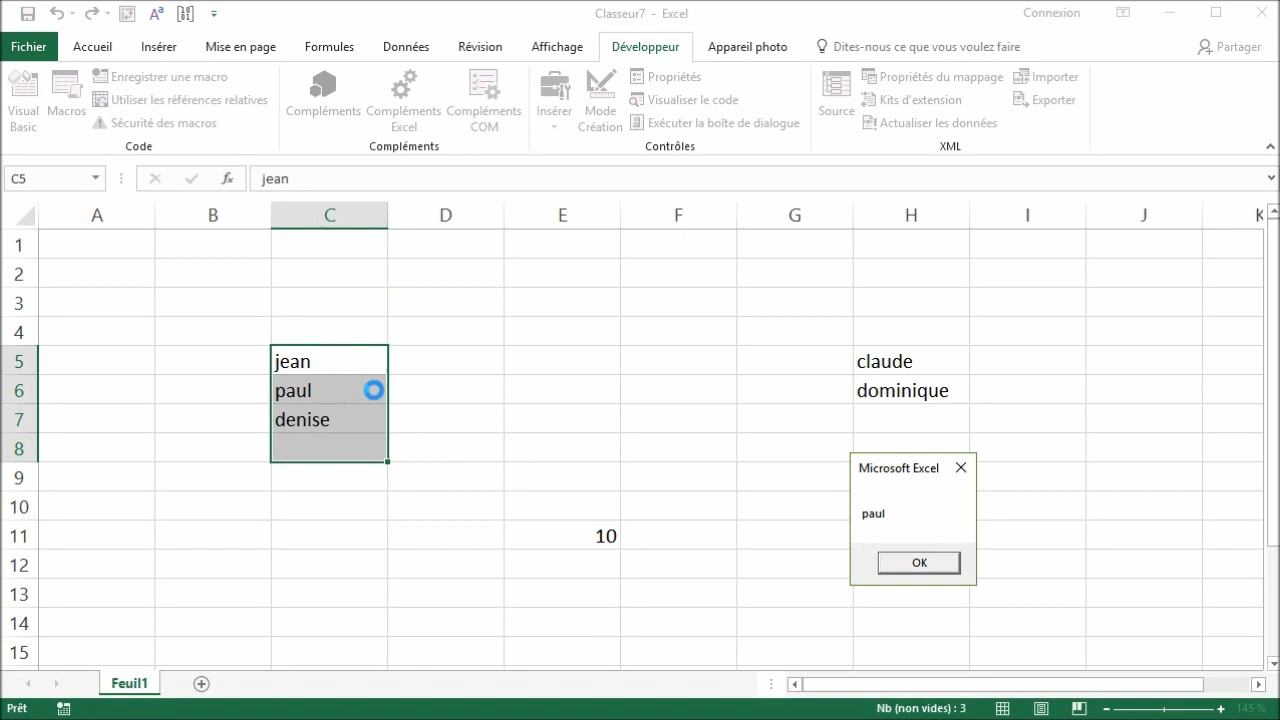 Classeur7 - Excel
Connexion
Fichier Accueil Insérer Mise en page Formules Données Révision Affichage Développeur Appareil photo Dites-nous ce que vous voulez faire Partager
Visual Basic
Macros
Enregistrer une macro
Utiliser les références relatives
Sécurité des macros
Code
Compléments
Compléments Excel
Compléments COM
Compléments
Insérer
Mode Création
Propriétés
Visualiser le code
Exécuter la boîte de dialogue
Contrôles
Source
Propriétés du mappage
Kits d'extension
Actualiser les données
Importer
Exporter
XML
C5 fx jean
A B C D E F G H I J K
1
2
3
4
5 jean claude
6 paul dominique
7 denise
8
9
10
11 10
12
13
14
15
Microsoft Excel
paul
OK
Feuil1
Prêt Nb (non vides) : 3 145 %